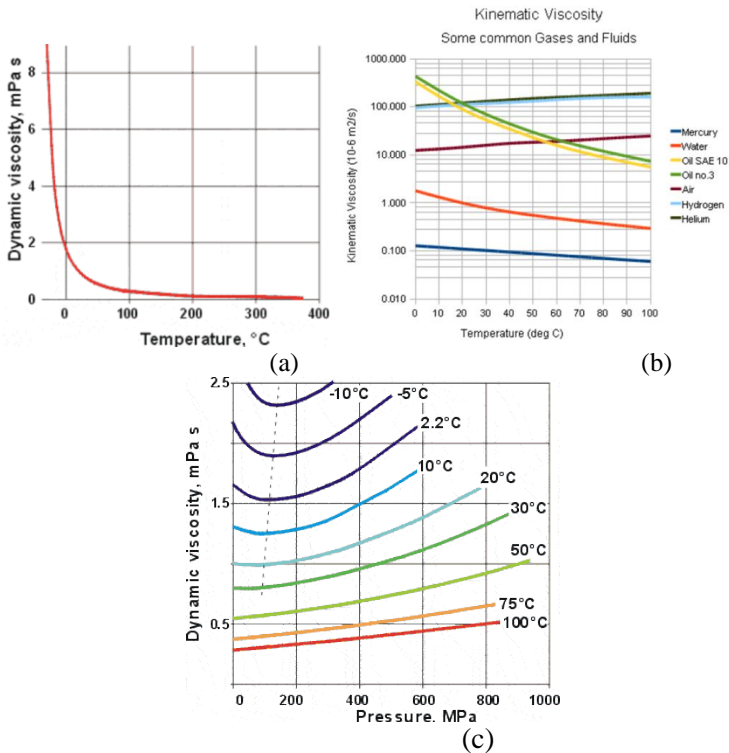 Kinematic Viscosity
Some common Gases and Fluids
Dynamic viscosity, mPa s
8
6
4
2
0
0 100 200 300 400
Temperature, °C
(a)
Kinematic Viscosity (10-6 m2/s)
1000.000
100.000
10.000
1.000
0.100
0.010
0 10 20 30 40 50 60 70 80 90 100
Temperature (deg C)
Mercury
Water
Oil SAE 10
Oil no.3
Air
Hydrogen
Helium
(b)
Dynamic viscosity, mPa s
2.5
1.5
0.5
-10°C
-5°C
2.2°C
10°C
20°C
30°C
50°C
75°C
100°C
0 200 400 600 800 1000
Pressure. MPa
(c)